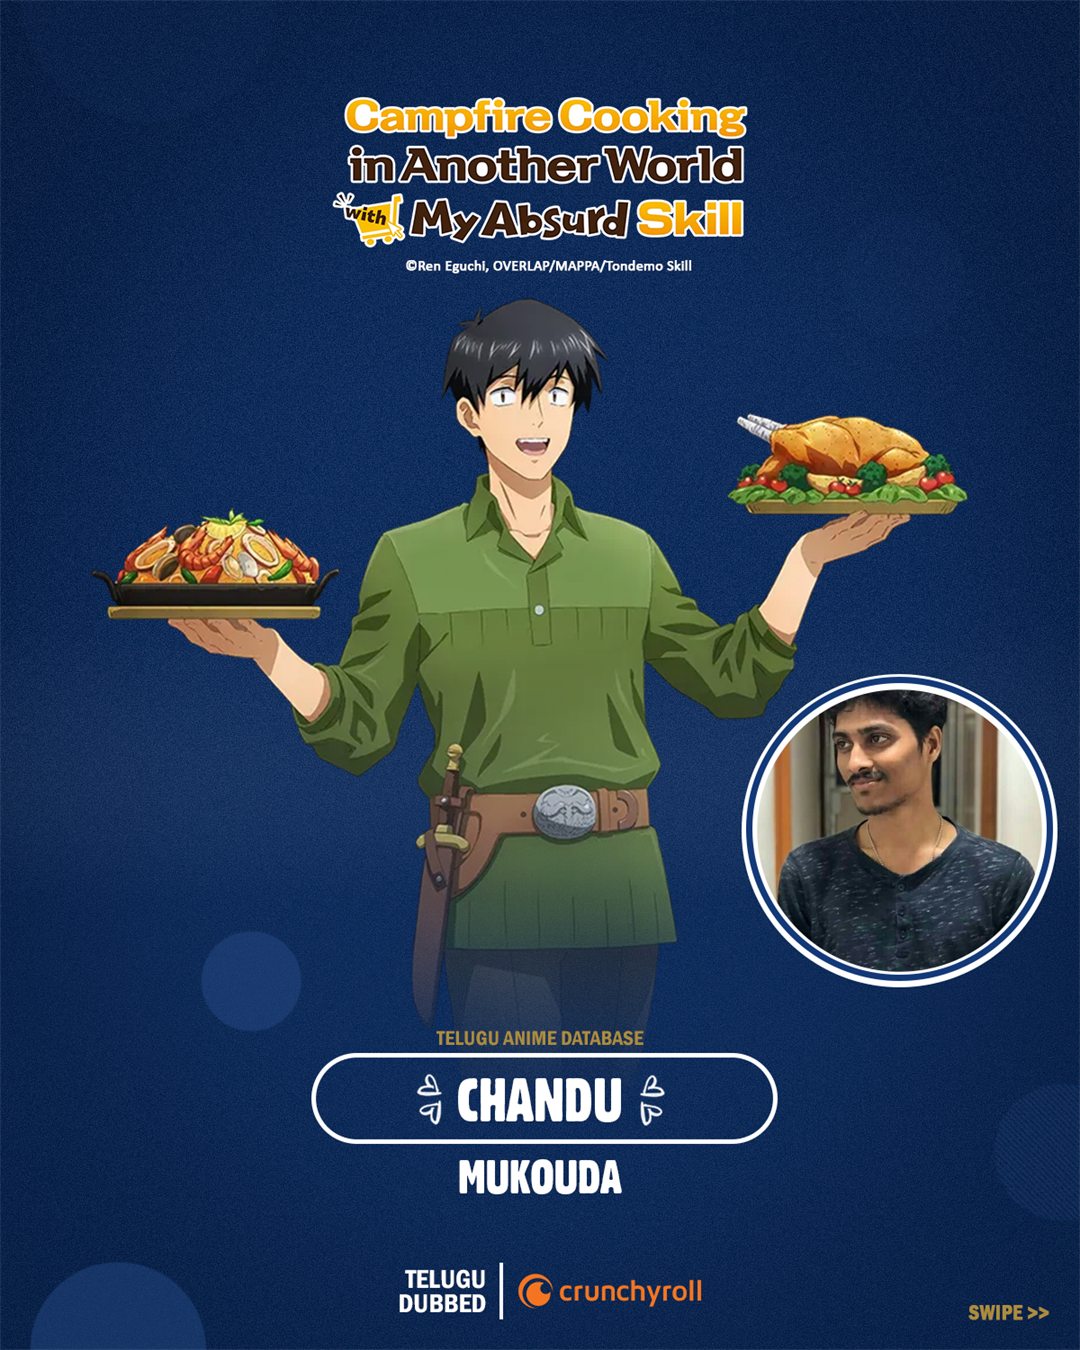 Campfire Cooking
in Another World
with My Absurd Skill
©Ren Eguchi, OVERLAP/MAPPA/Tondemo Skill
TELUGU ANIME DATABASE
CHANDU
MUKOUDA
TELUGU
DUBBED
crunchyroll
SWIPE >>